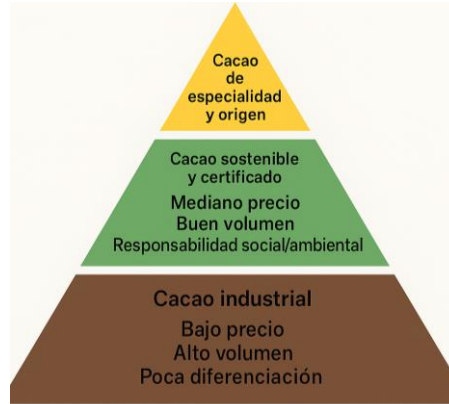 Cacao
de
especialidad
y origen
Cacao sostenible
y certificado
Mediano precio
Buen volumen
Responsabilidad social/ambiental
Cacao industrial
Bajo precio
Alto volumen
Poca diferenciación